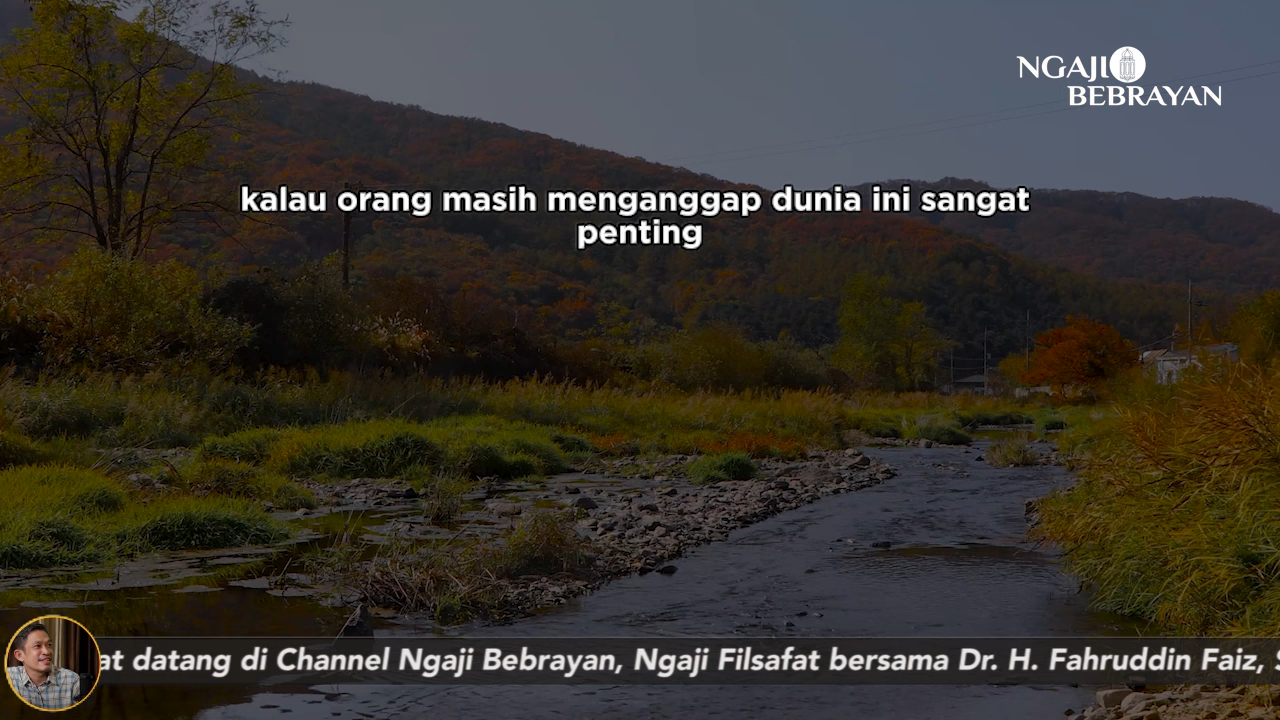 NGAJI
BEBRAYAN
kalau orang masih menganggap dunia ini sangat
penting
at datang di Channel Ngaji Bebrayan, Ngaji Filsafat bersama Dr. H. Fahruddin Faiz, S